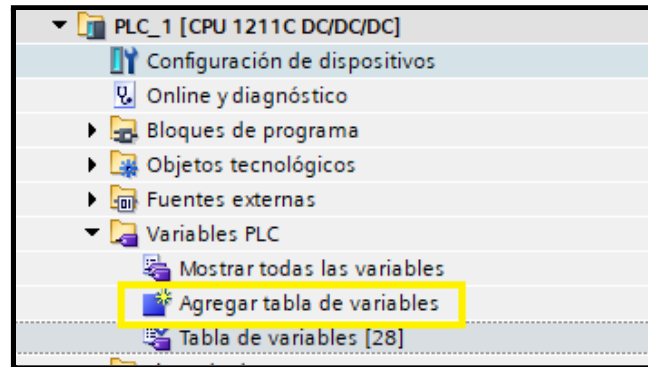 PLC_1 [CPU 1211C DC/DC/DC]
Configuración de dispositivos
Online y diagnóstico
Bloques de programa
Objetos tecnológicos
Fuentes externas
Variables PLC
Mostrar todas las variables
Agregar tabla de variables
Tabla de variables [28]